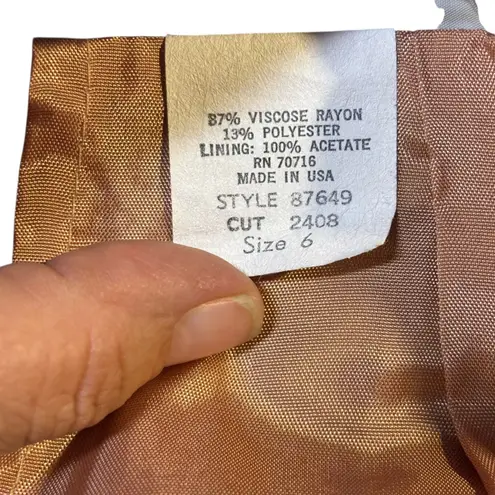 87% VISCOSE RAYON
13% POLYESTER
LINING: 100% ACETATE
RN 70716
MADE IN USA
STYLE 87649
CUT 2408
Size 6